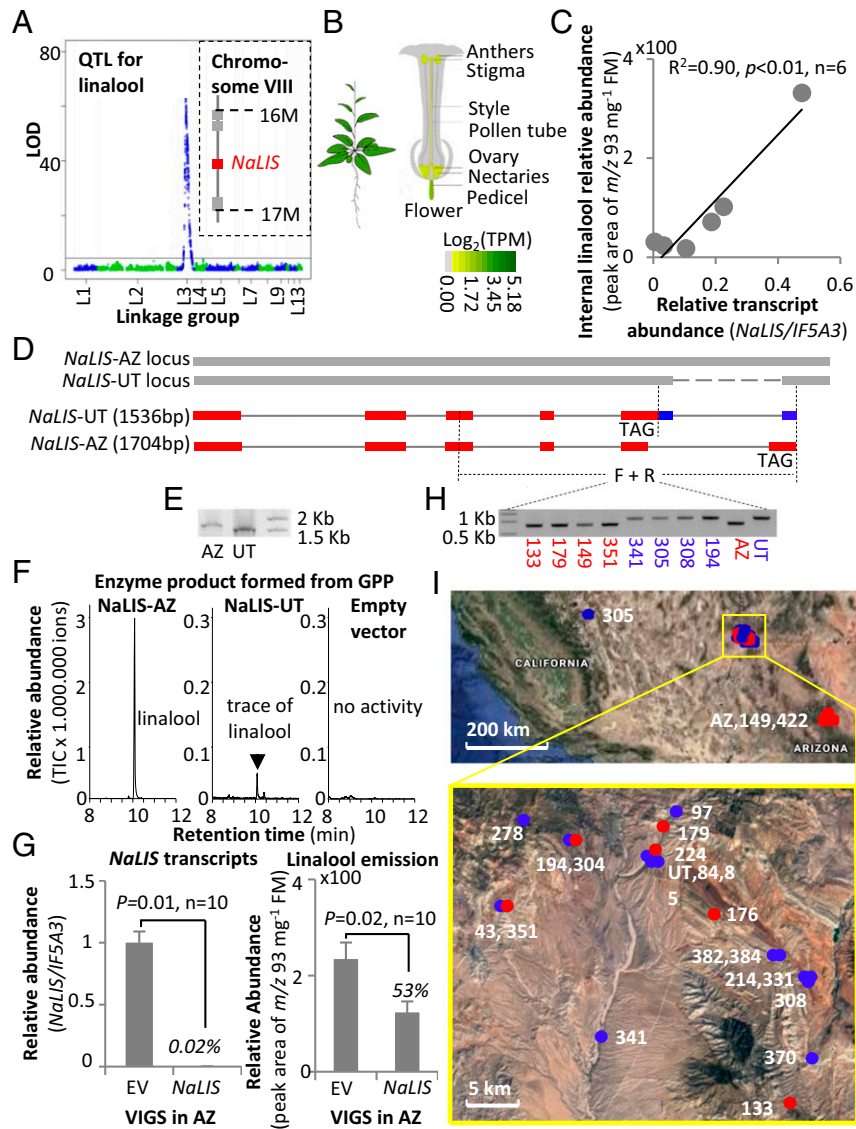 A
QTL for
linalool
LOD
80
60
40
20
0
L1
L2
L3
L4
L5
L7
L9
L13
Linkage group
Chromo-
some VIII
16M
NaLIS
17M
B
Anthers
Stigma
Style
Pollen tube
Ovary
Nectaries
Pedicel
Flower
Log2(TPM)
0.00
1.72
3.45
5.18
C
x100
R²=0.90, p<0.01, n=6
Internal linalool relative abundance
(peak area of m/z 93 mg⁻¹ FM)
4
2
0
0
0.2
0.4
0.6
Relative transcript
abundance (NaLIS/IF5A3)
D
NaLIS-AZ locus
NaLIS-UT locus
NaLIS-UT (1536bp)
TAG
NaLIS-AZ (1704bp)
TAG
F + R
E
2 Kb
1.5 Kb
AZ
UT
H
1 Kb
0.5 Kb
133
179
149
351
341
305
308
194
AZ
UT
F
Enzyme product formed from GPP
NaLIS-AZ
NaLIS-UT
Empty
vector
Relative abundance
(TIC x 1.000.000 ions)
3
2
1
0
linalool
0.3
0.2
0.1
0.0
trace of
linalool
0.3
0.2
0.1
0.0
no activity
8 10 12
8 10 12
8 10 12
Retention time (min)
G
NaLIS transcripts
Relative abundance
(NaLIS/IF5A3)
1.5
1
0.5
0
P=0.01, n=10
0.02%
EV
NaLIS
VIGS in AZ
Linalool emission
x100
Relative Abundance
(peak area of m/z 93 mg⁻¹ FM)
4
2
0
P=0.02, n=10
53%
EV
NaLIS
VIGS in AZ
I
305
CALIFORNIA
AZ,149,422
ARIZONA
200 km
97
278
179
194,304
224
UT,84,8
5
176
43, 351
382,384
214,331
308
341
370
133
5 km